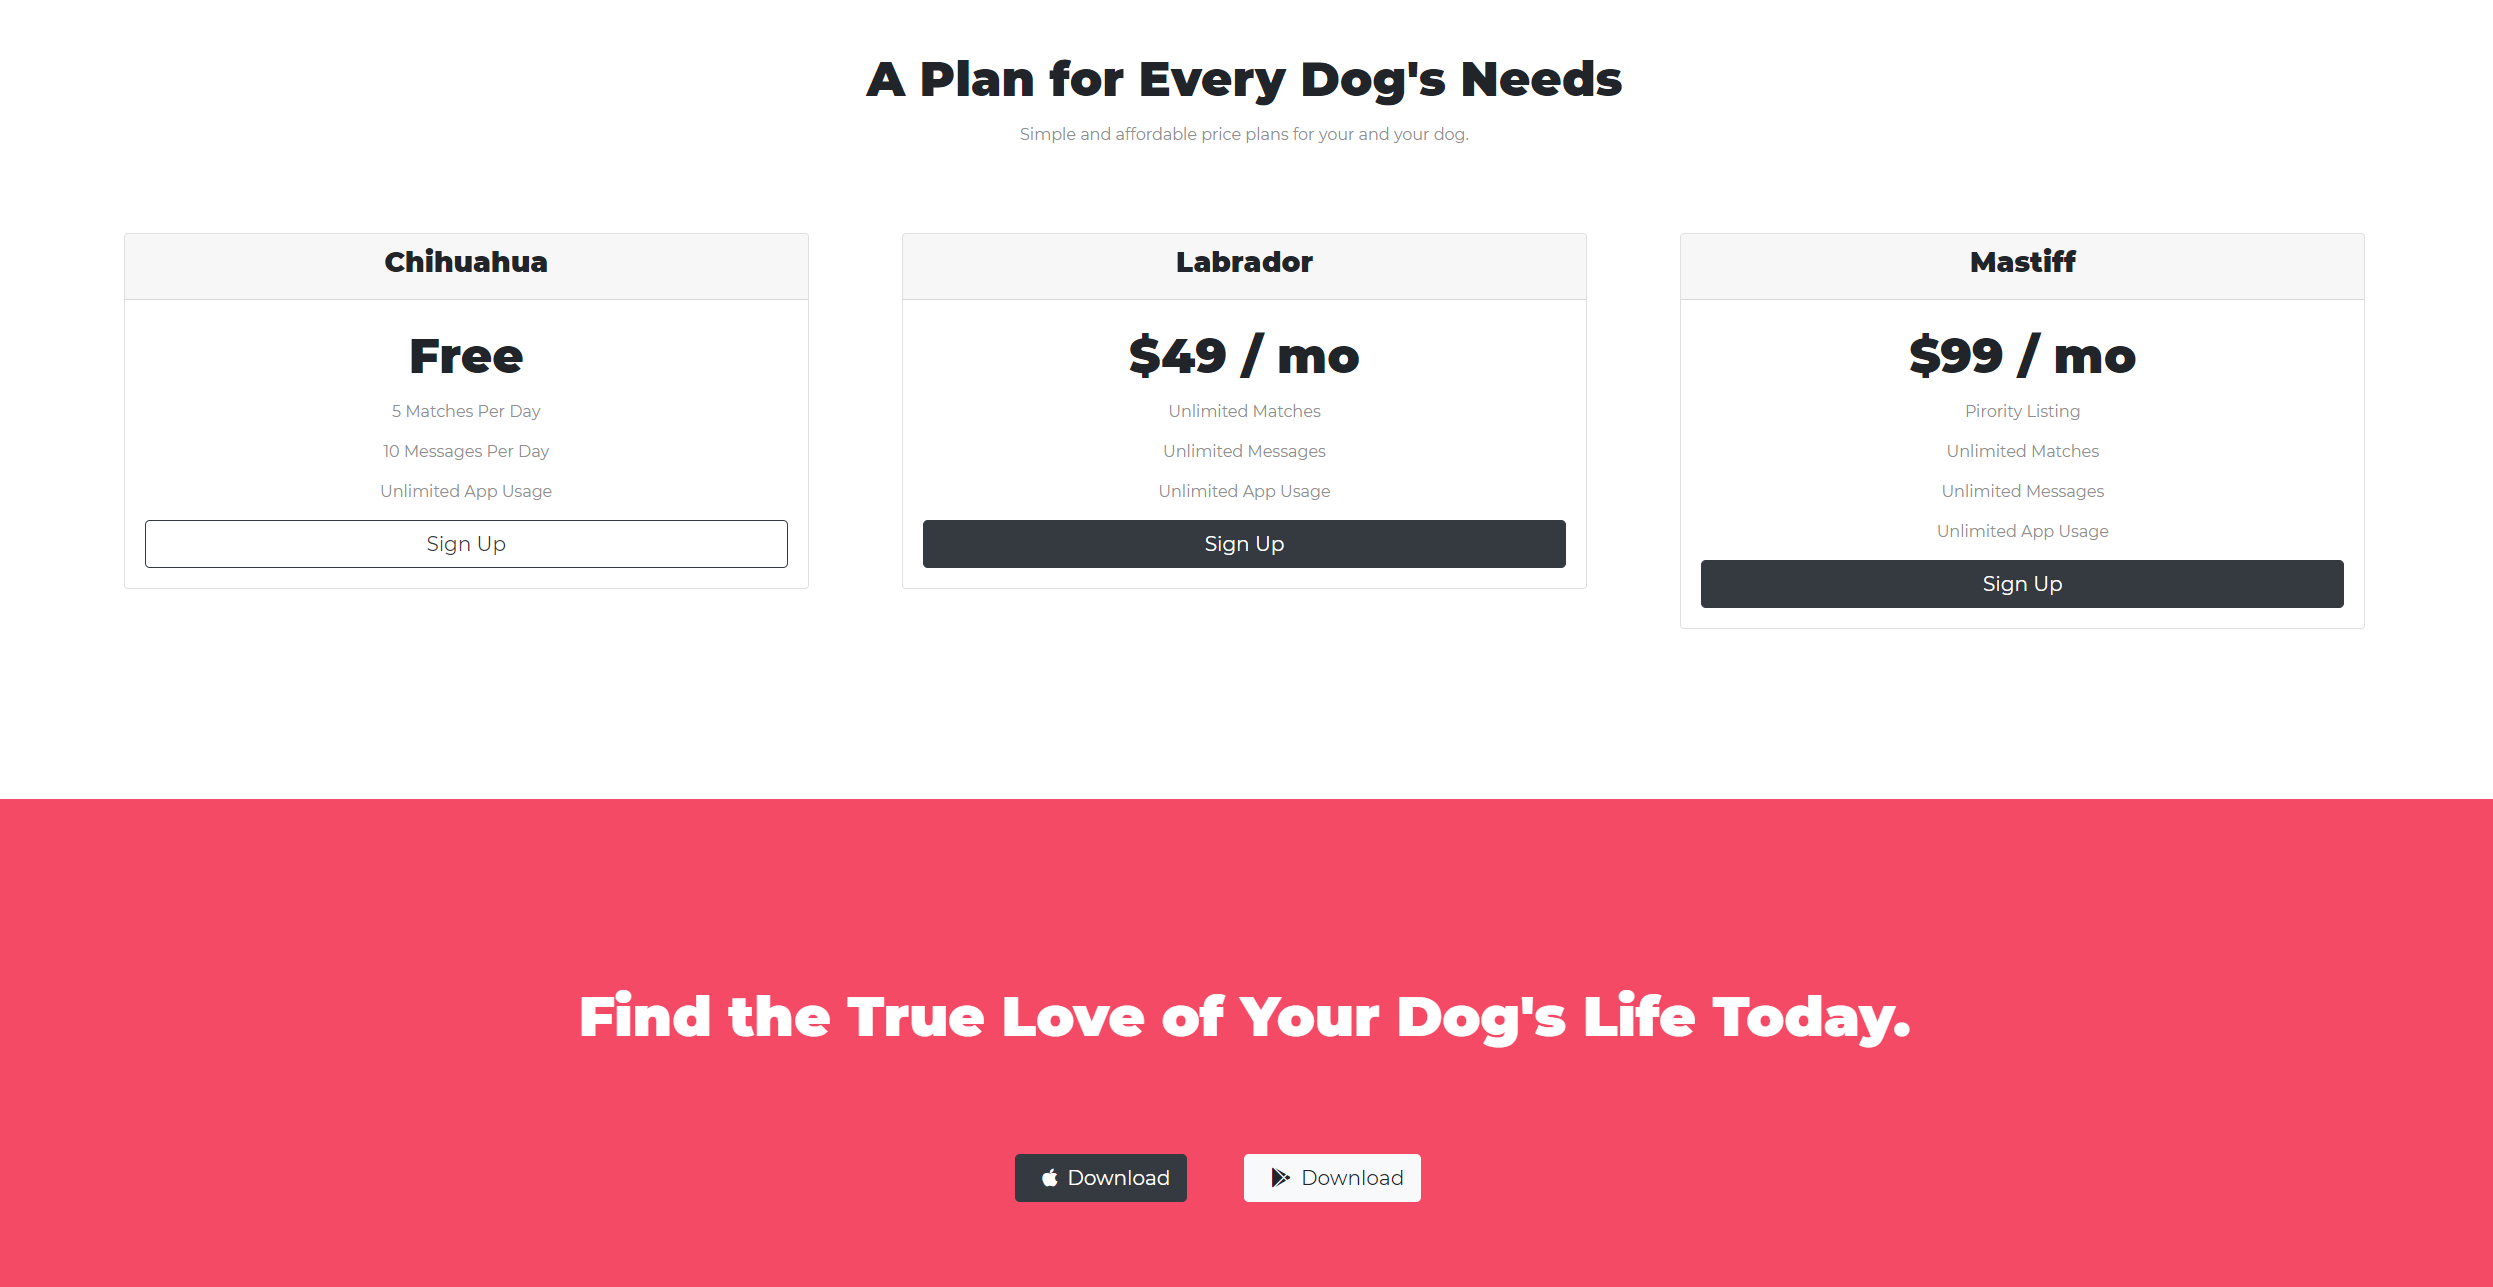 A Plan for Every Dog's Needs
Simple and affordable price plans for your and your dog.
Chihuahua
Free
5 Matches Per Day
10 Messages Per Day
Unlimited App Usage
Sign Up
Labrador
$49 / mo
Unlimited Matches
Unlimited Messages
Unlimited App Usage
Sign Up
Mastiff
$99 / mo
Pirority Listing
Unlimited Matches
Unlimited Messages
Unlimited App Usage
Sign Up
Find the True Love of Your Dog's Life Today.
Download
Download